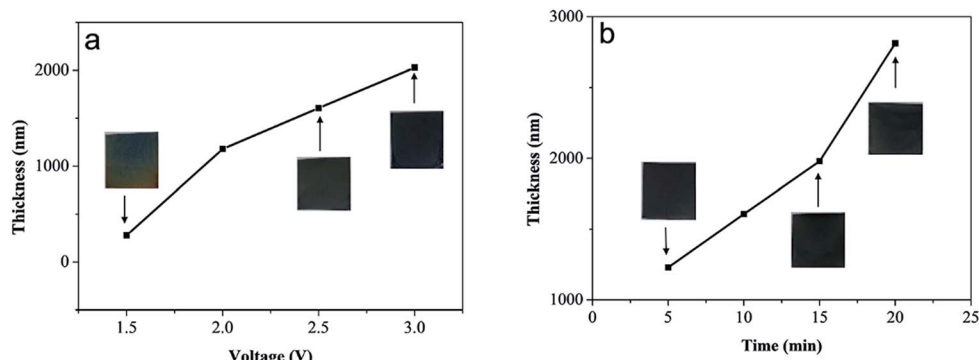 a
2000
1000
0
Thickness (nm)
1.5 2.0 2.5 3.0
Voltage (V)
b
3000
2000
1000
Thickness (nm)
0 5 10 15 20 25
Time (min)